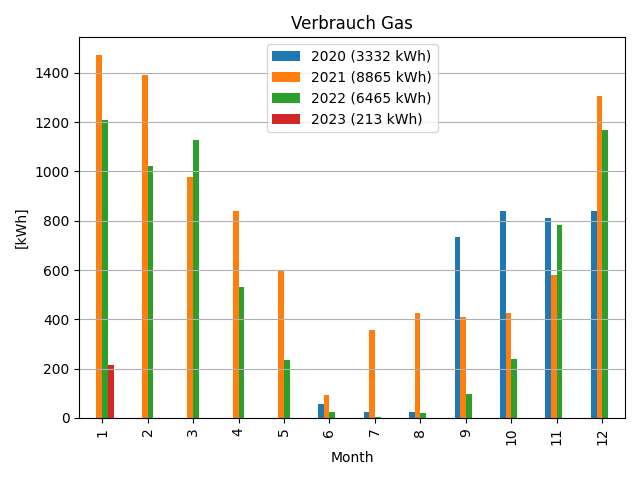 Verbrauch Gas
2020 (3332 kWh)
2021 (8865 kWh)
2022 (6465 kWh)
2023 (213 kWh)
1400
1200
1000
800
600
400
200
0
[kWh]
1 2 3 4 5 6 7 8 9 10 11 12
Month